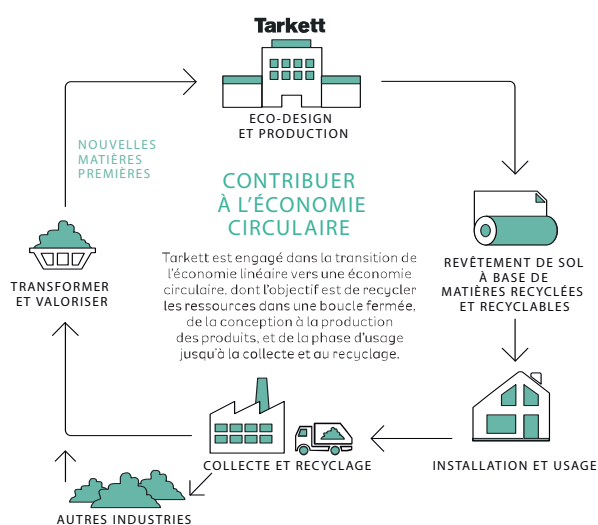 Tarkett
ECO-DESIGN
ET PRODUCTION
NOUVELLES
MATIÈRES
PREMIÈRES
CONTRIBUER
À L'ÉCONOMIE
CIRCULAIRE
Tarkett est engagé dans la transition de
l'économie linéaire vers une économie
circulaire, dont l'objectif est de recycler
les ressources dans une boucle fermée,
de la conception à la production
des produits, et de la phase d'usage
jusqu'à la collecte et au recyclage.
REVÊTEMENT DE SOL
À BASE DE
MATIÈRES RECYCLÉES
ET RECYCLABLES
TRANSFORMER
ET VALORISER
INSTALLATION ET USAGE
COLLECTE ET RECYCLAGE
AUTRES INDUSTRIES